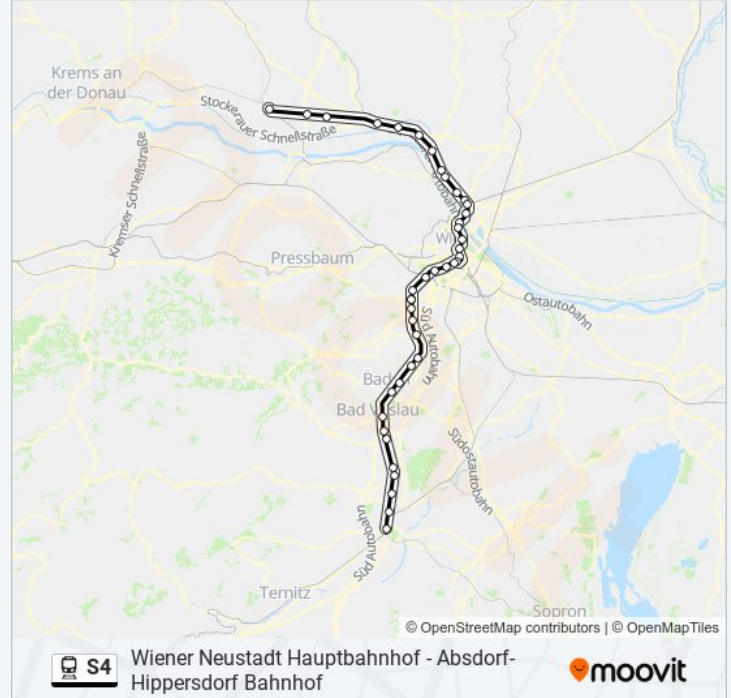 Krems an
der Donau
Stockerauer Schnellstraße
Kremser Schnellstraße
Pressbaum
Ostautobahn
Süd Autobahn
Bad Vöslau
Südostautobahn
Süd Autobahn
Ternitz
Sopron
© OpenStreetMap contributors | © OpenMapTiles
S4 Wiener Neustadt Hauptbahnhof - Absdorf-
Hippersdorf Bahnhof
moovit